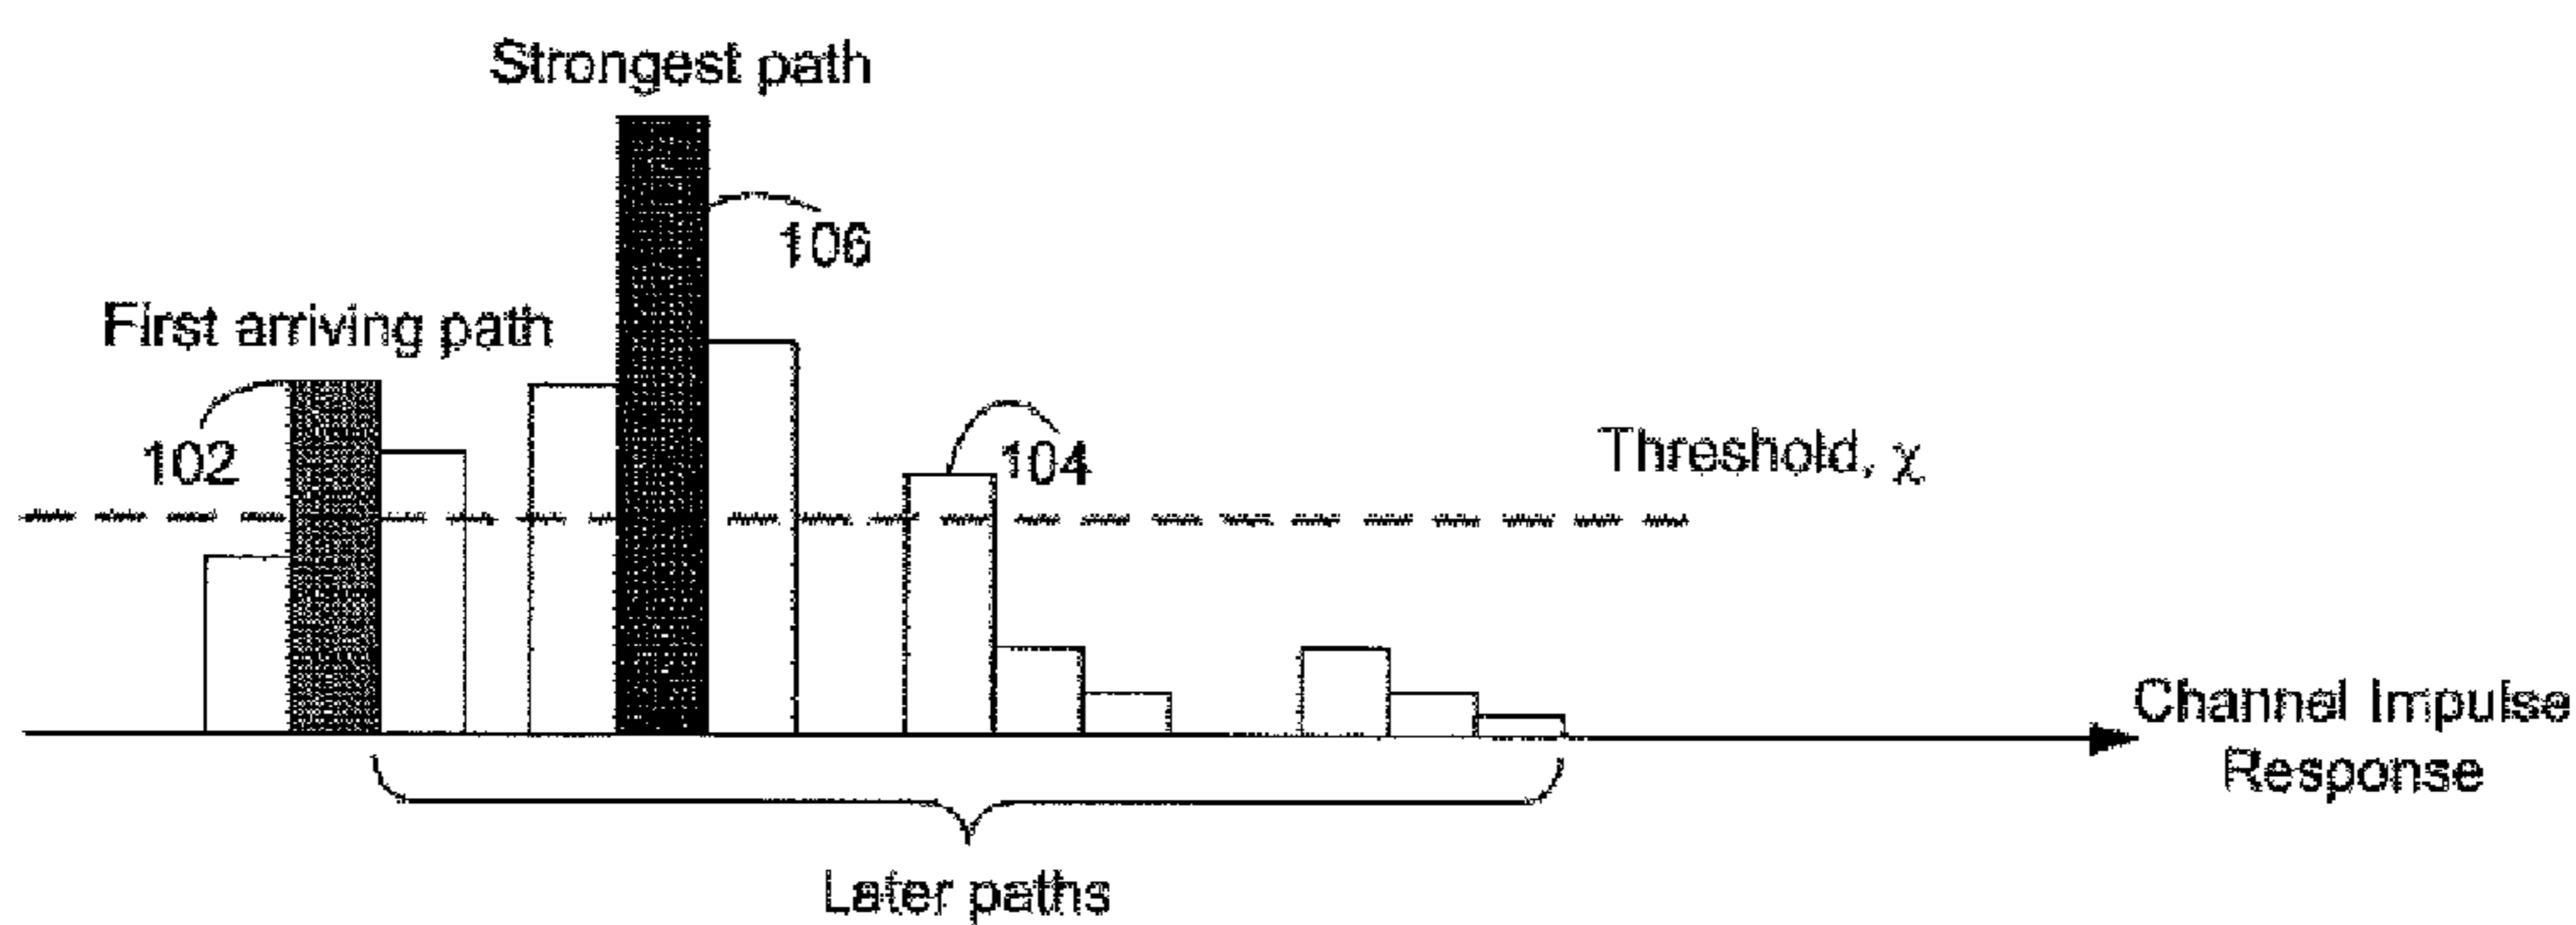 Strongest path
106
First arriving path
102
104
Threshold, χ
Channel Impulse
Response
Later paths